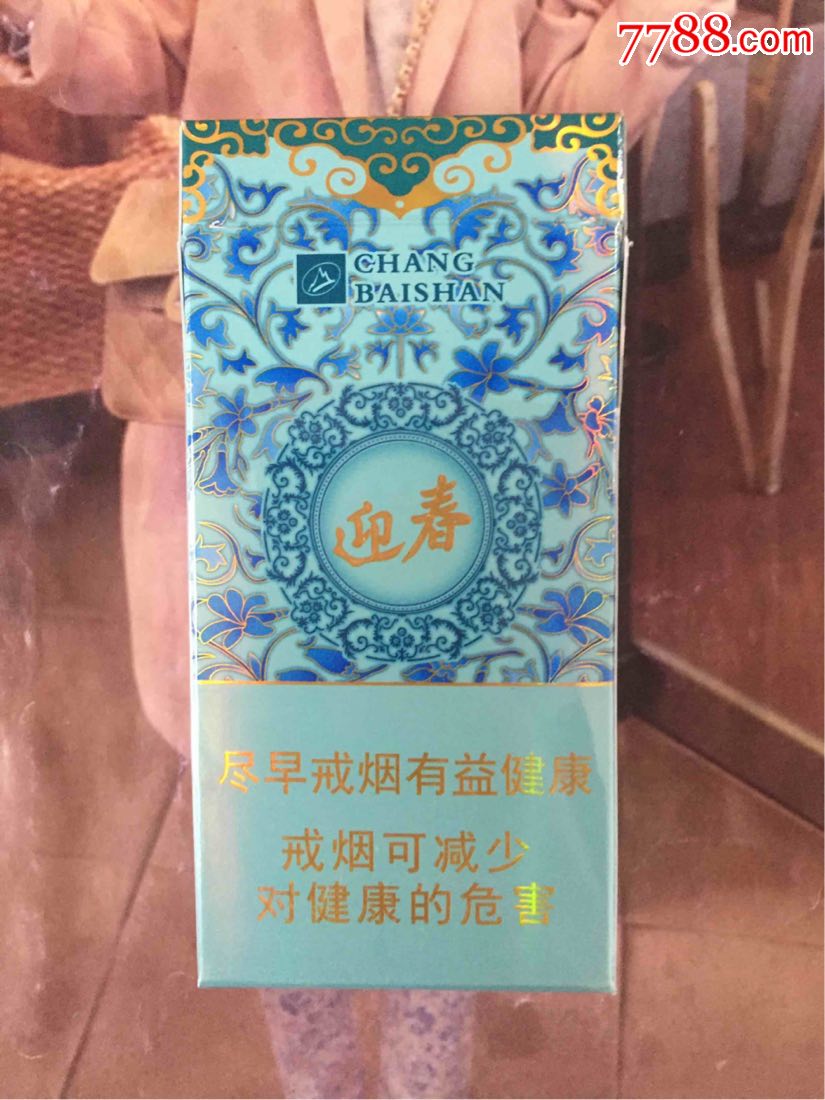 7788.com
CHANG
BAISHAN
迎春
尽早戒烟有益健康
戒烟可减少
对健康的危害